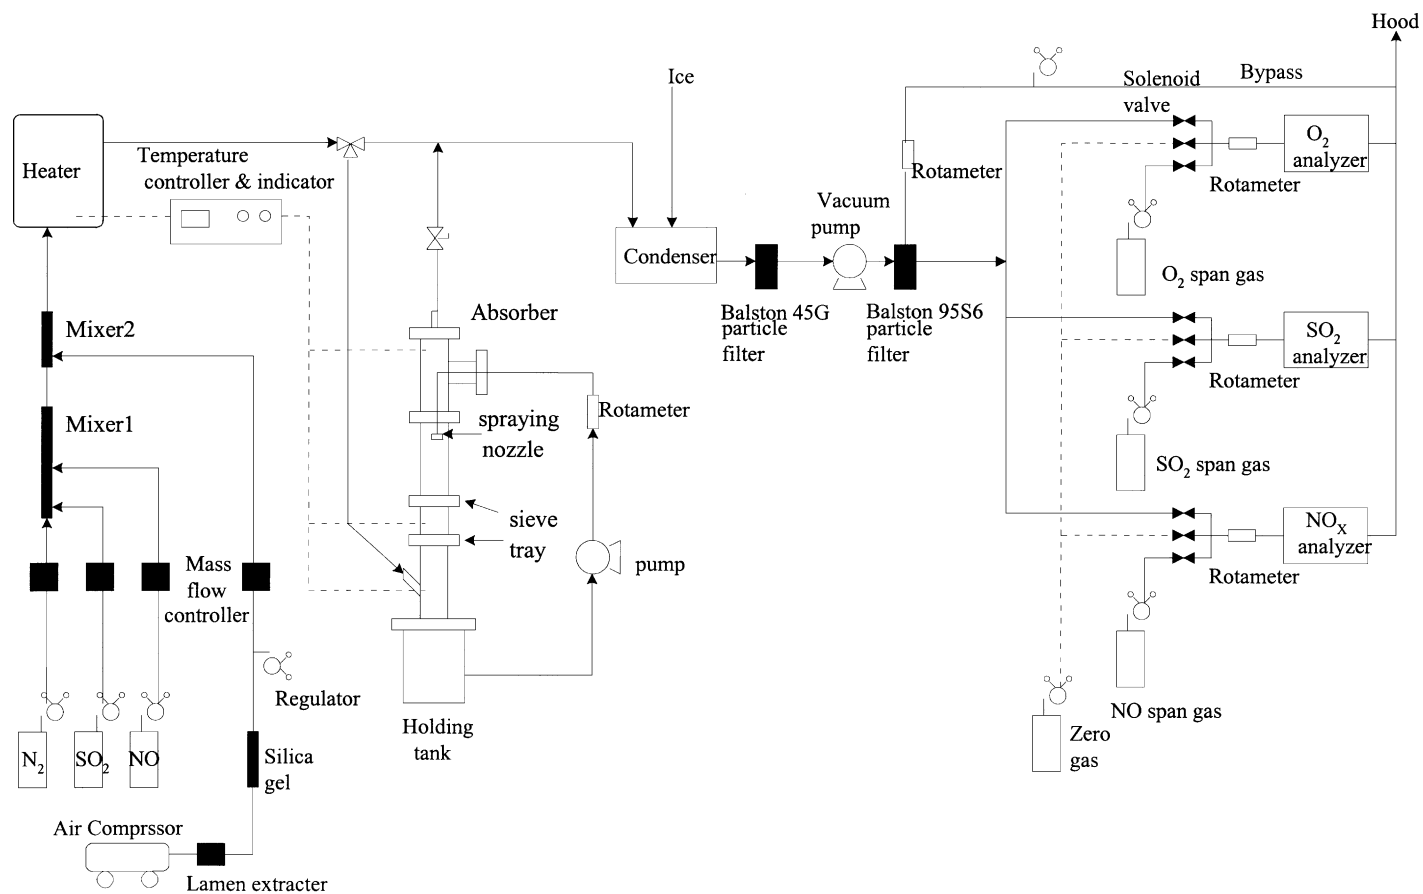 Hood
Ice
Solenoid
valve
Bypass
Heater
Temperature
controller & indicator
Rotameter
O2
analyzer
Rotameter
Vacuum
pump
Condenser
O2 span gas
Absorber
Balston 45G
particle
filter
Balston 95S6
particle
filter
Mixer2
SO2
analyzer
Rotameter
Mixer1
spraying
nozzle
Rotameter
SO2 span gas
sieve
tray
NOX
analyzer
Mass
flow
controller
pump
Rotameter
Regulator
NO span gas
Holding
tank
Zero
gas
N2
SO2
NO
Silica
gel
Air Comprssor
Lamen extracter